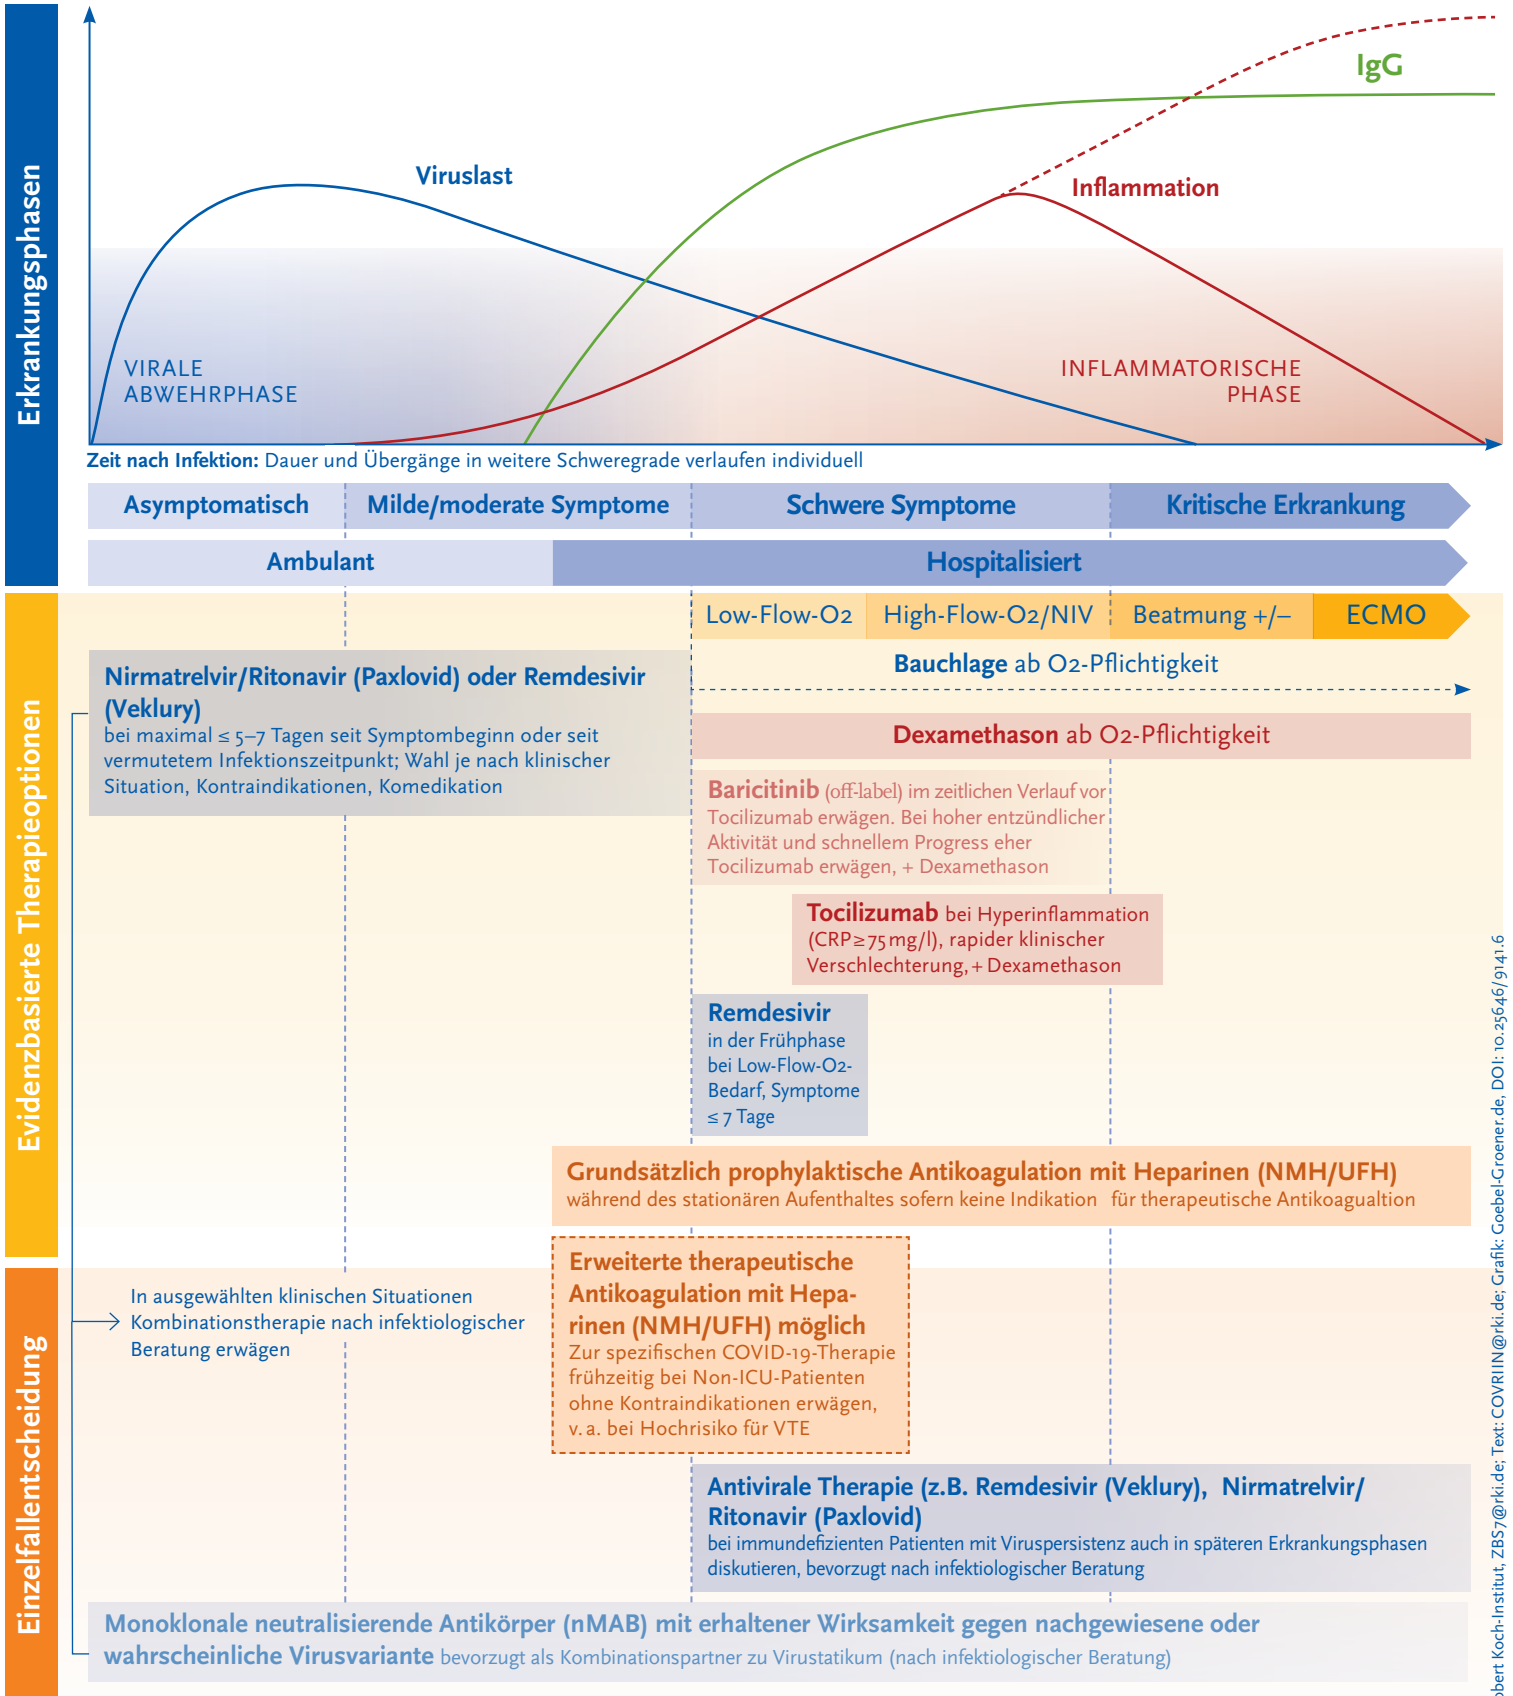 Erkrankungsphasen
IgG
Viruslast
Inflammation
VIRALE
ABWEHRPHASE
INFLAMMATORISCHE
PHASE
Zeit nach Infektion: Dauer und Übergänge in weitere Schweregrade verlaufen individuell
Asymptomatisch
Milde/moderate Symptome
Schwere Symptome
Kritische Erkrankung
Ambulant
Hospitalisiert
Evidenzbasierte Therapieoptionen
Low-Flow-O2
High-Flow-O2/NIV
Beatmung +/–
ECMO
Bauchlage ab O2-Pflichtigkeit
Nirmatrelvir/Ritonavir (Paxlovid) oder Remdesivir
(Veklury)
bei maximal ≤ 5–7 Tagen seit Symptombeginn oder seit
vermutetem Infektionszeitpunkt; Wahl je nach klinischer
Situation, Kontraindikationen, Komedikation
Dexamethason ab O2-Pflichtigkeit
Baricitinib (off-label) im zeitlichen Verlauf vor
Tocilizumab erwägen. Bei hoher entzündlicher
Aktivität und schnellem Progress eher
Tocilizumab erwägen, + Dexamethason
Tocilizumab bei Hyperinflammation
(CRP ≥ 75 mg/l), rapider klinischer
Verschlechterung, + Dexamethason
Remdesivir
in der Frühphase
bei Low-Flow-O2-
Bedarf, Symptome
≤ 7 Tage
Grundsätzlich prophylaktische Antikoagulation mit Heparinen (NMH/UFH)
während des stationären Aufenthaltes sofern keine Indikation für therapeutische Antikoagualtion
Einzelfallentscheidung
Erweiterte therapeutische
Antikoagulation mit Hepa-
rinen (NMH/UFH) möglich
Zur spezifischen COVID-19-Therapie
frühzeitig bei Non-ICU-Patienten
ohne Kontraindikationen erwägen,
v. a. bei Hochrisiko für VTE
In ausgewählten klinischen Situationen
Kombinationstherapie nach infektiologischer
Beratung erwägen
Antivirale Therapie (z.B. Remdesivir (Veklury), Nirmatrelvir/
Ritonavir (Paxlovid)
bei immundefizienten Patienten mit Viruspersistenz auch in späteren Erkrankungsphasen
diskutieren, bevorzugt nach infektiologischer Beratung
Monoklonale neutralisierende Antikörper (nMAB) mit erhaltener Wirksamkeit gegen nachgewiesene oder
wahrscheinliche Virusvariante bevorzugt als Kombinationspartner zu Virustatikum (nach infektiologischer Beratung)
obert Koch-Institut, ZBS7@rki.de; Text: COVRIIN@rki.de; Grafik: Goebel-Groener.de, DOI: 10.25646/9141.6